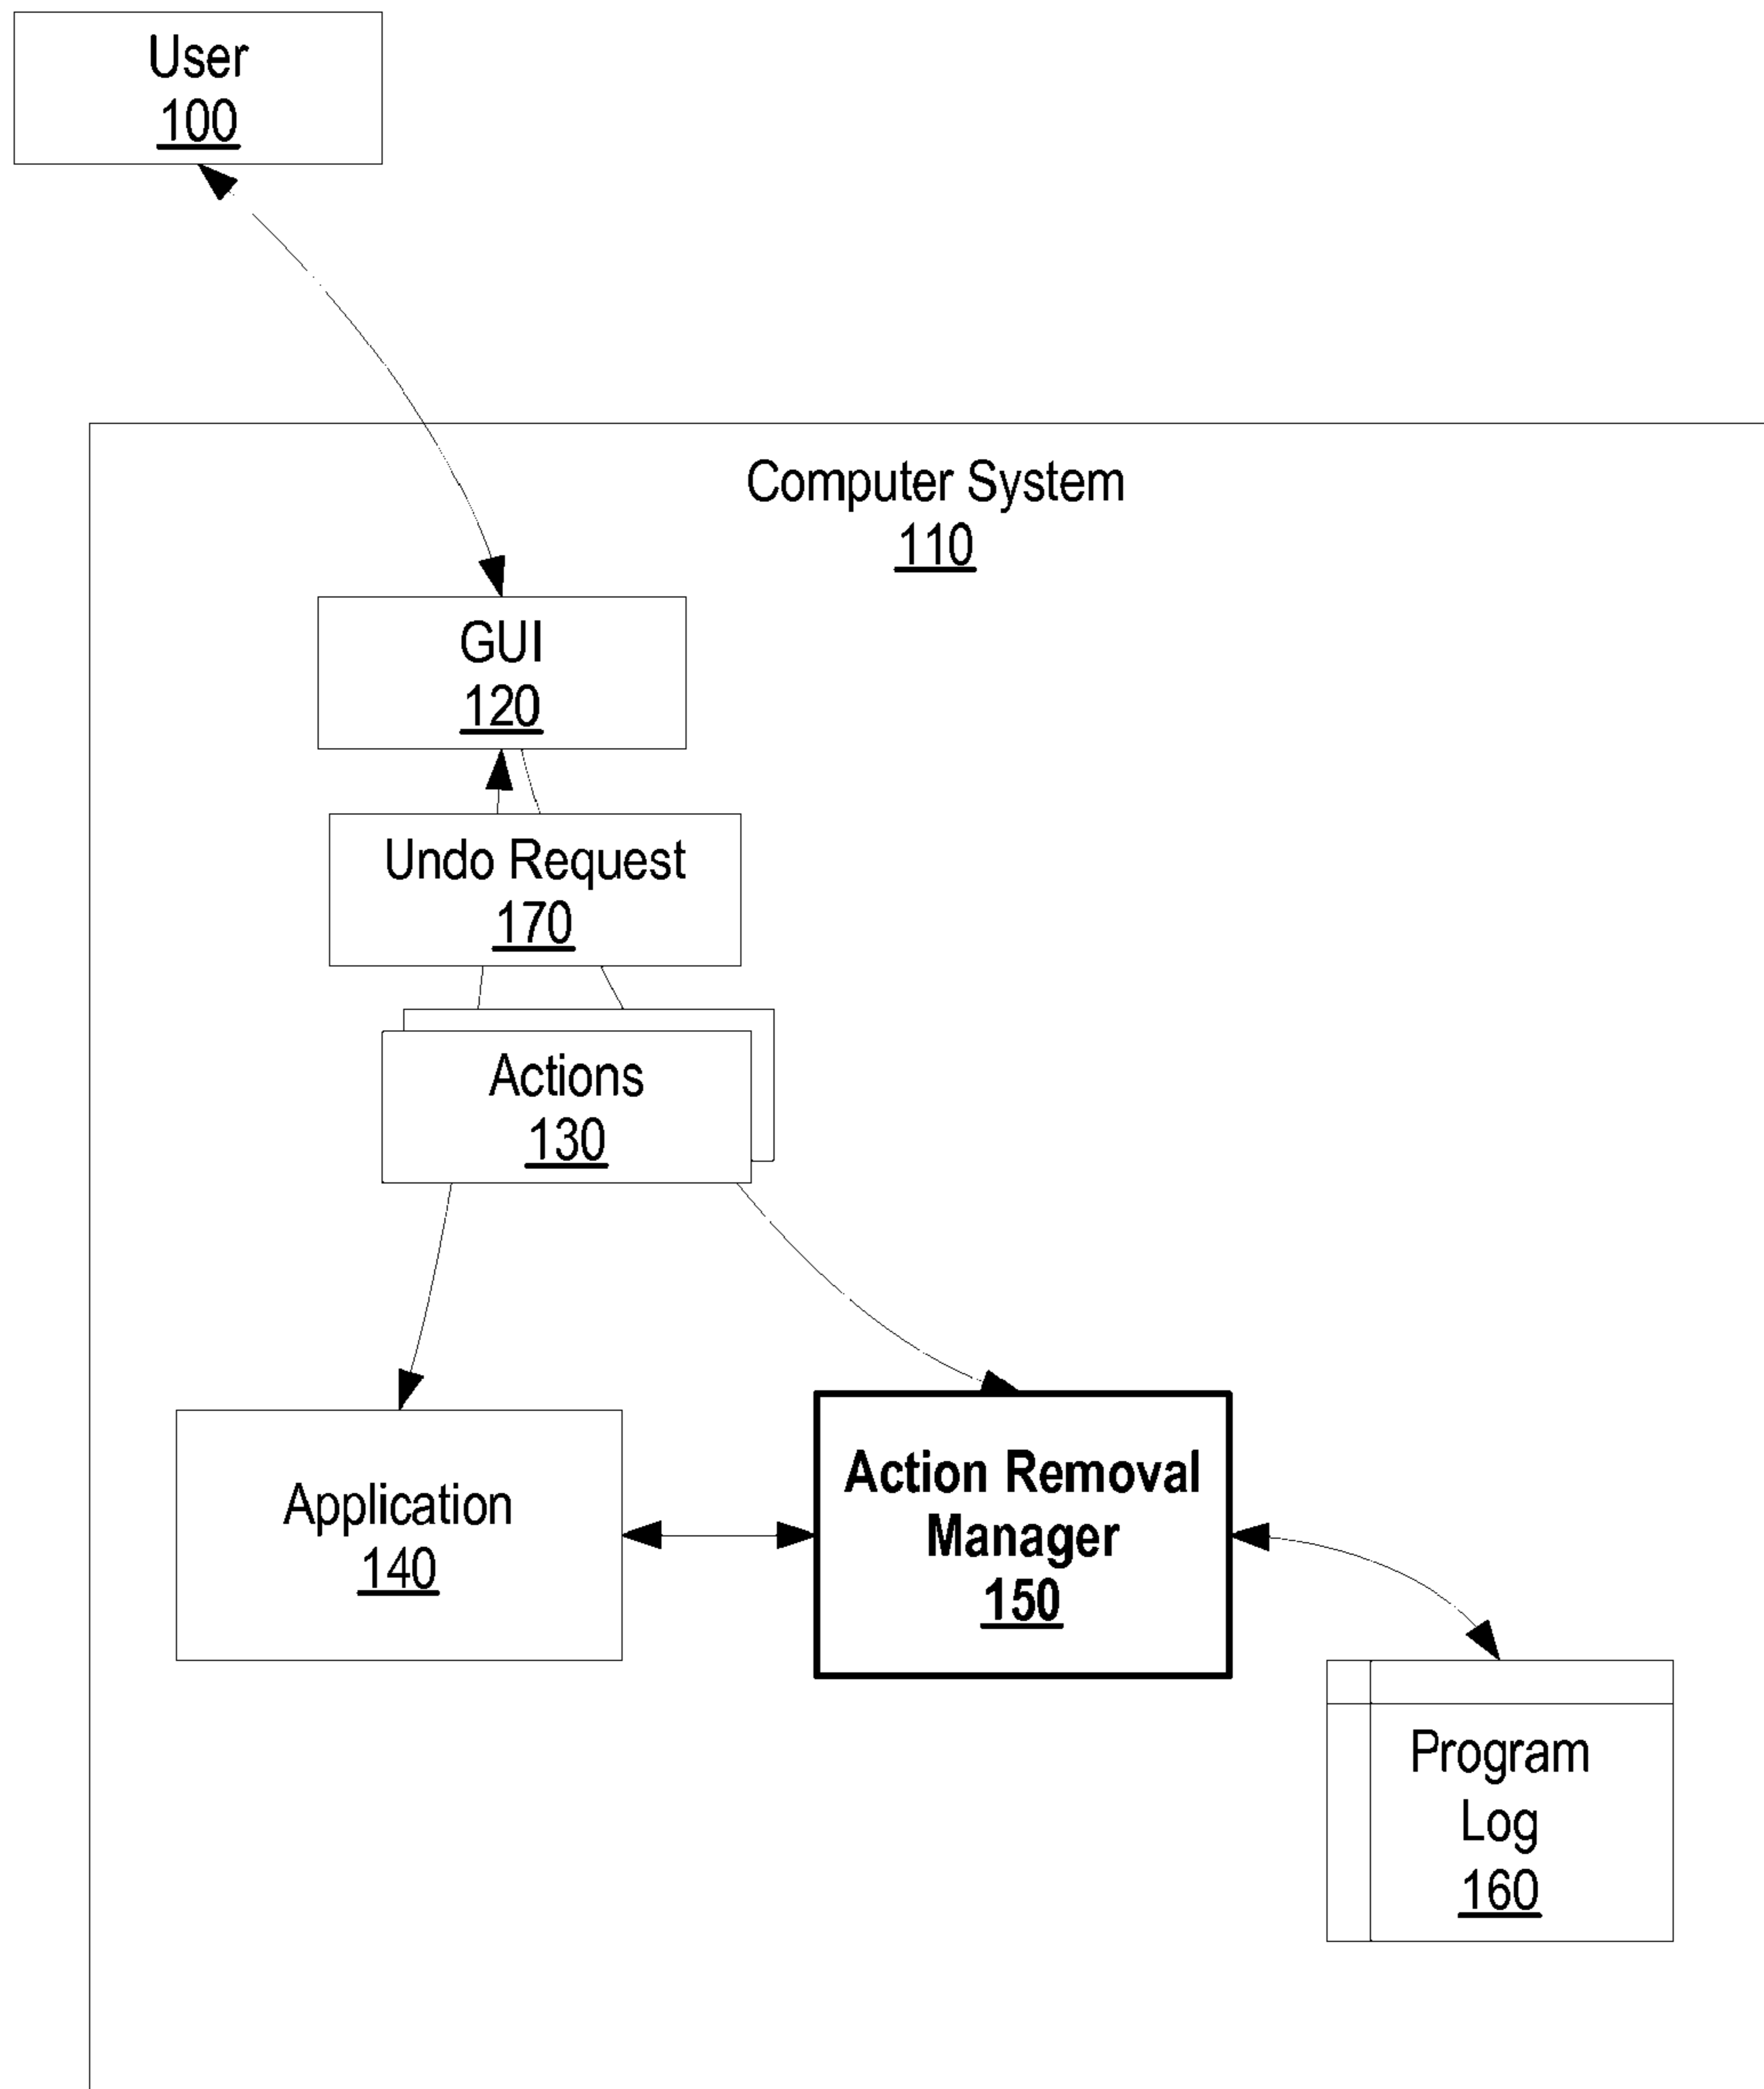 User
100
Computer System
110
GUI
120
Undo Request
170
Actions
130
Application
140
Action Removal
Manager
150
Program
Log
160